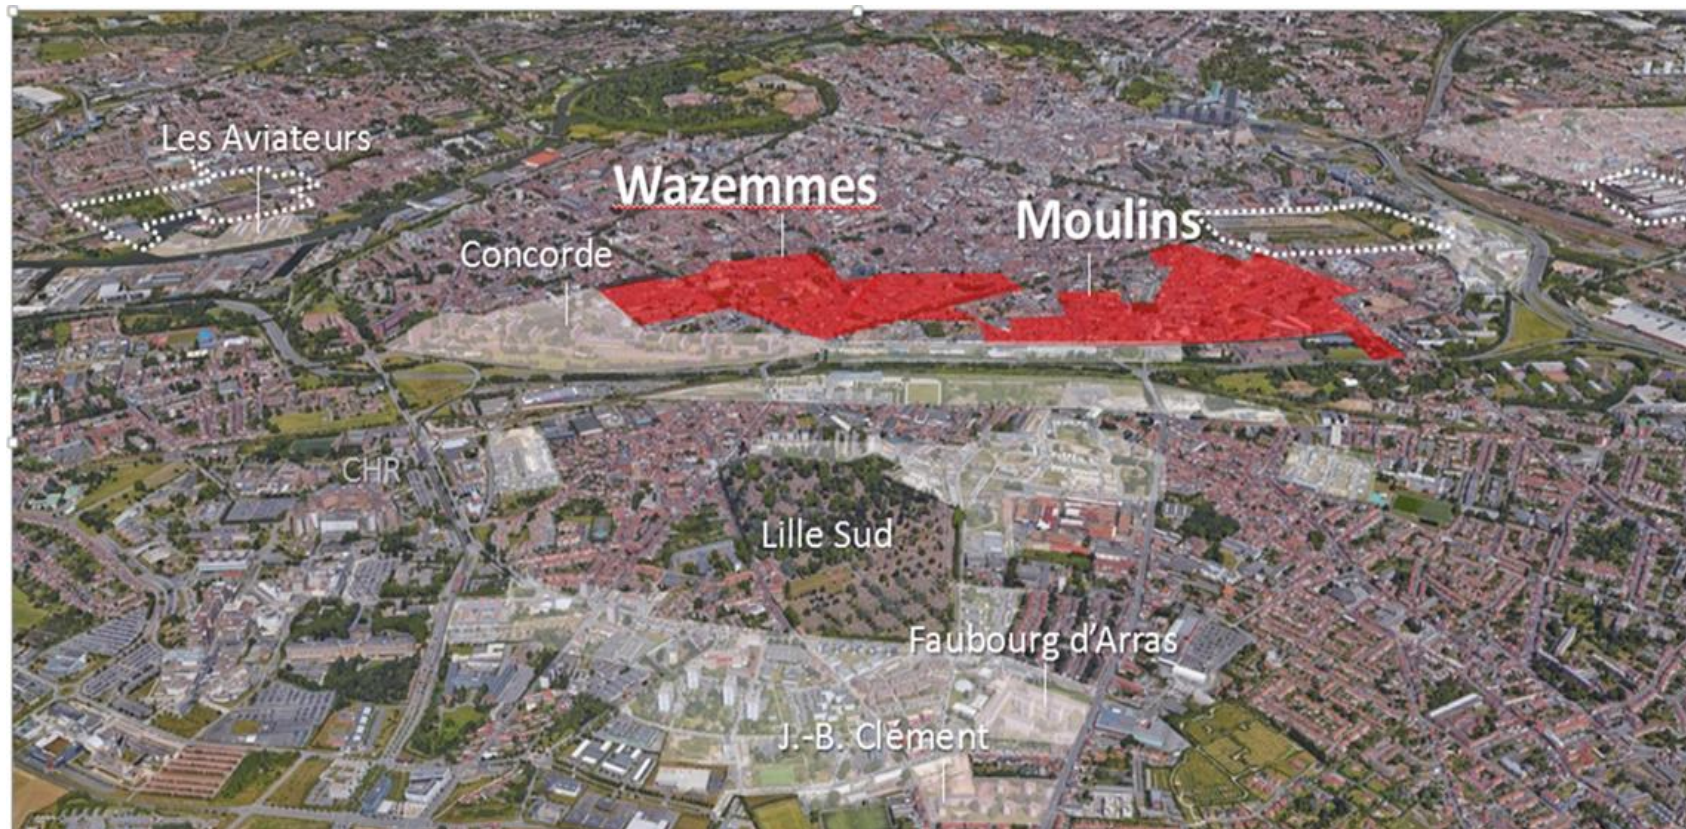 Les Aviateurs
Wazemmes
Moulins
Concorde
CHR
Lille Sud
Faubourg d'Arras
J.-B. Clément